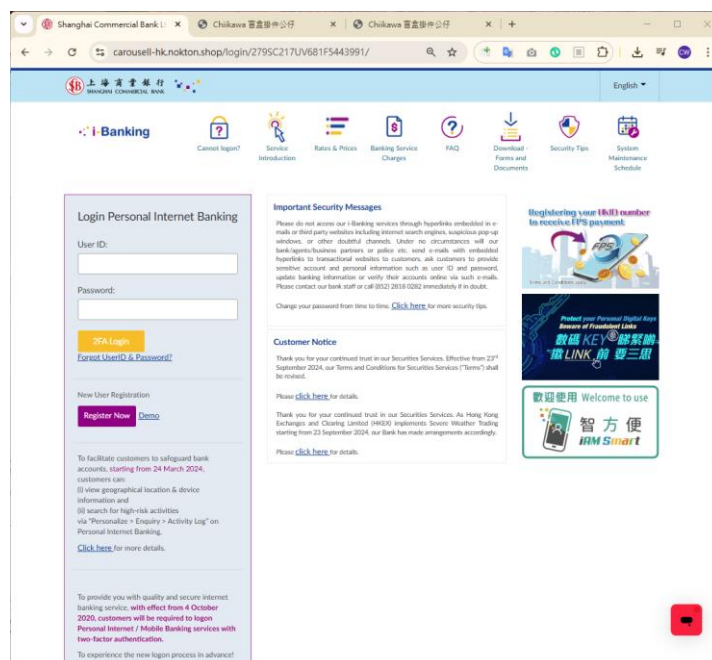 Shanghai Commercial Bank Li
Chiikawa 盲盒掛件公仔
Chiikawa 盲盒掛件公仔
carousell-hk.nokton.shop/login/279SC217UV681F5443991/
CW
上海商業銀行
SHANGHAI COMMERCIAL BANK
English
i-Banking
Cannot logon?
Service Introduction
Rates & Prices
Banking Service Charges
FAQ
Download - Forms and Documents
Security Tips
System Maintenance Schedule
Login Personal Internet Banking
User ID:
Password:
2FA Login
Forgot UserID & Password?
New User Registration
Register Now Demo
To facilitate customers to safeguard bank
accounts, starting from 24 March 2024,
customers can:
(i) view geographical location & device
information and
(ii) search for high-risk activities
via "Personalize > Enquiry > Activity Log" on
Personal Internet Banking.
Click here for more details.
To provide you with quality and secure internet
banking service, with effect from 4 October
2020, customers will be required to logon
Personal Internet / Mobile Banking services with
two-factor authentication.
To experience the new logon process in advance!
Important Security Messages
Please do not access our i-Banking services through hyperlinks embedded in e-
mails or third party websites including internet search engines, suspicious pop-up
windows, or other doubtful channels. Under no circumstances will our
bank/agents/business partners or police etc. send e-mails with embedded
hyperlinks to transactional websites to customers, ask customers to provide
sensitive account and personal information such as user ID and password,
update banking information or verify their accounts online via such e-mails.
Please contact our bank staff or call (852) 2818 0282 immediately if in doubt.
Change your password from time to time. Click here for more security tips.
Customer Notice
Thank you for your continued trust in our Securities Services. Effective from 23rd
September 2024, our Terms and Conditions for Securities Services ("Terms") shall
be revised.
Please click here for details.
Thank you for your continued trust in our Securities Services. As Hong Kong
Exchanges and Clearing Limited (HKEX) implements Severe Weather Trading
starting from 23 September 2024, our Bank has made arrangements accordingly.
Please click here for details.
Registering your HKID number
to receive FPS payment
FPS
Terms and Conditions apply
Protect your Personal Digital Keys
Beware of Fraudulent Links
數碼 KEY 睇緊啲
撳 LINK 前 要三思
歡迎使用 Welcome to use
智方便
iAM Smart